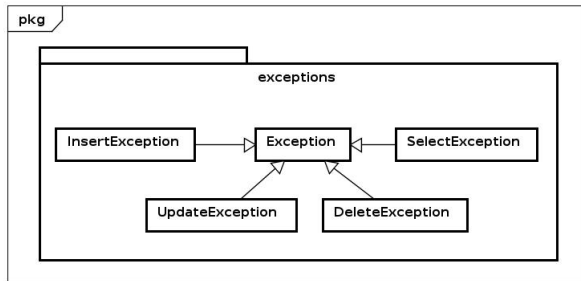 pkg
exceptions
InsertException
Exception
SelectException
UpdateException
DeleteException